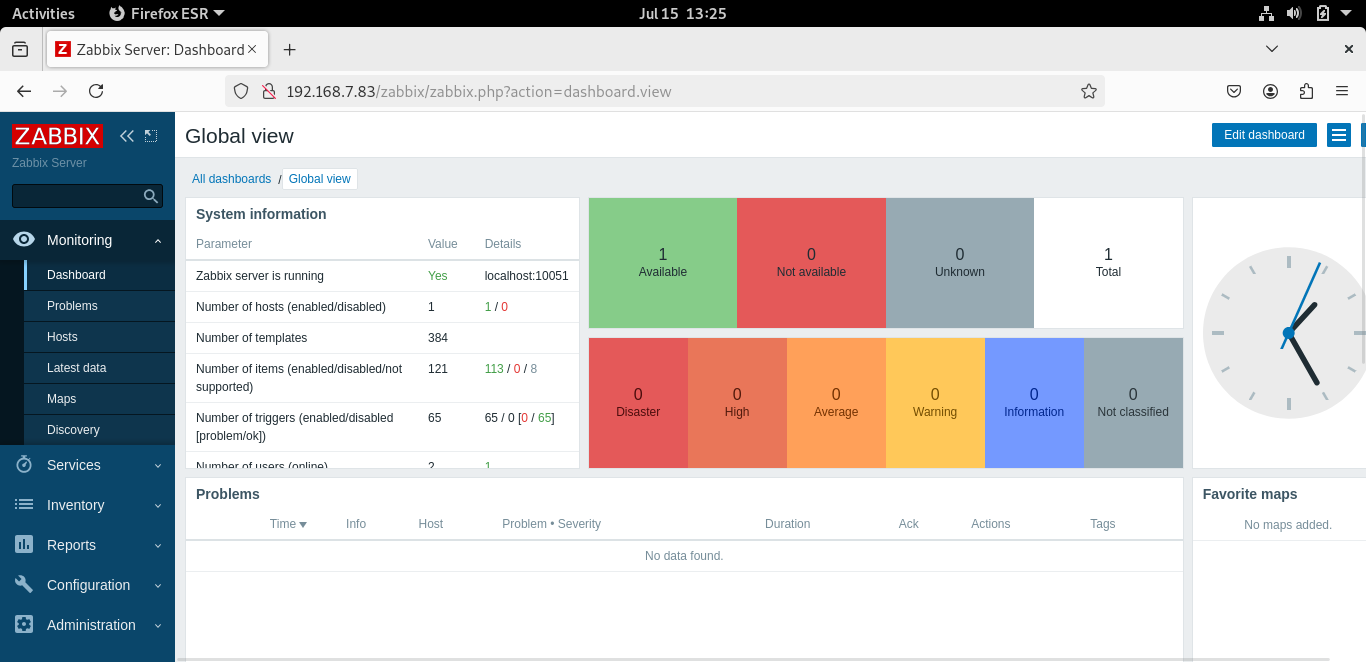 Activities
Firefox ESR
Jul 15 13:25
Zabbix Server: Dashboard
192.168.7.83/zabbix/zabbix.php?action=dashboard.view
ZABBIX
Zabbix Server
Monitoring
Dashboard
Problems
Hosts
Latest data
Maps
Discovery
Services
Inventory
Reports
Configuration
Administration
Global view
Edit dashboard
All dashboards / Global view
System information
Parameter Value Details
Zabbix server is running Yes localhost:10051
Number of hosts (enabled/disabled) 1 1 / 0
Number of templates 384
Number of items (enabled/disabled/not 121 113 / 0 / 8
supported)
Number of triggers (enabled/disabled 65 65 / 0 [0 / 65]
[problem/ok])
Number of users (online) 2 1
1 0 0 1
Available Not available Unknown Total
0 0 0 0 0 0
Disaster High Average Warning Information Not classified
Problems
Time Info Host Problem • Severity Duration Ack Actions Tags
No data found.
Favorite maps
No maps added.